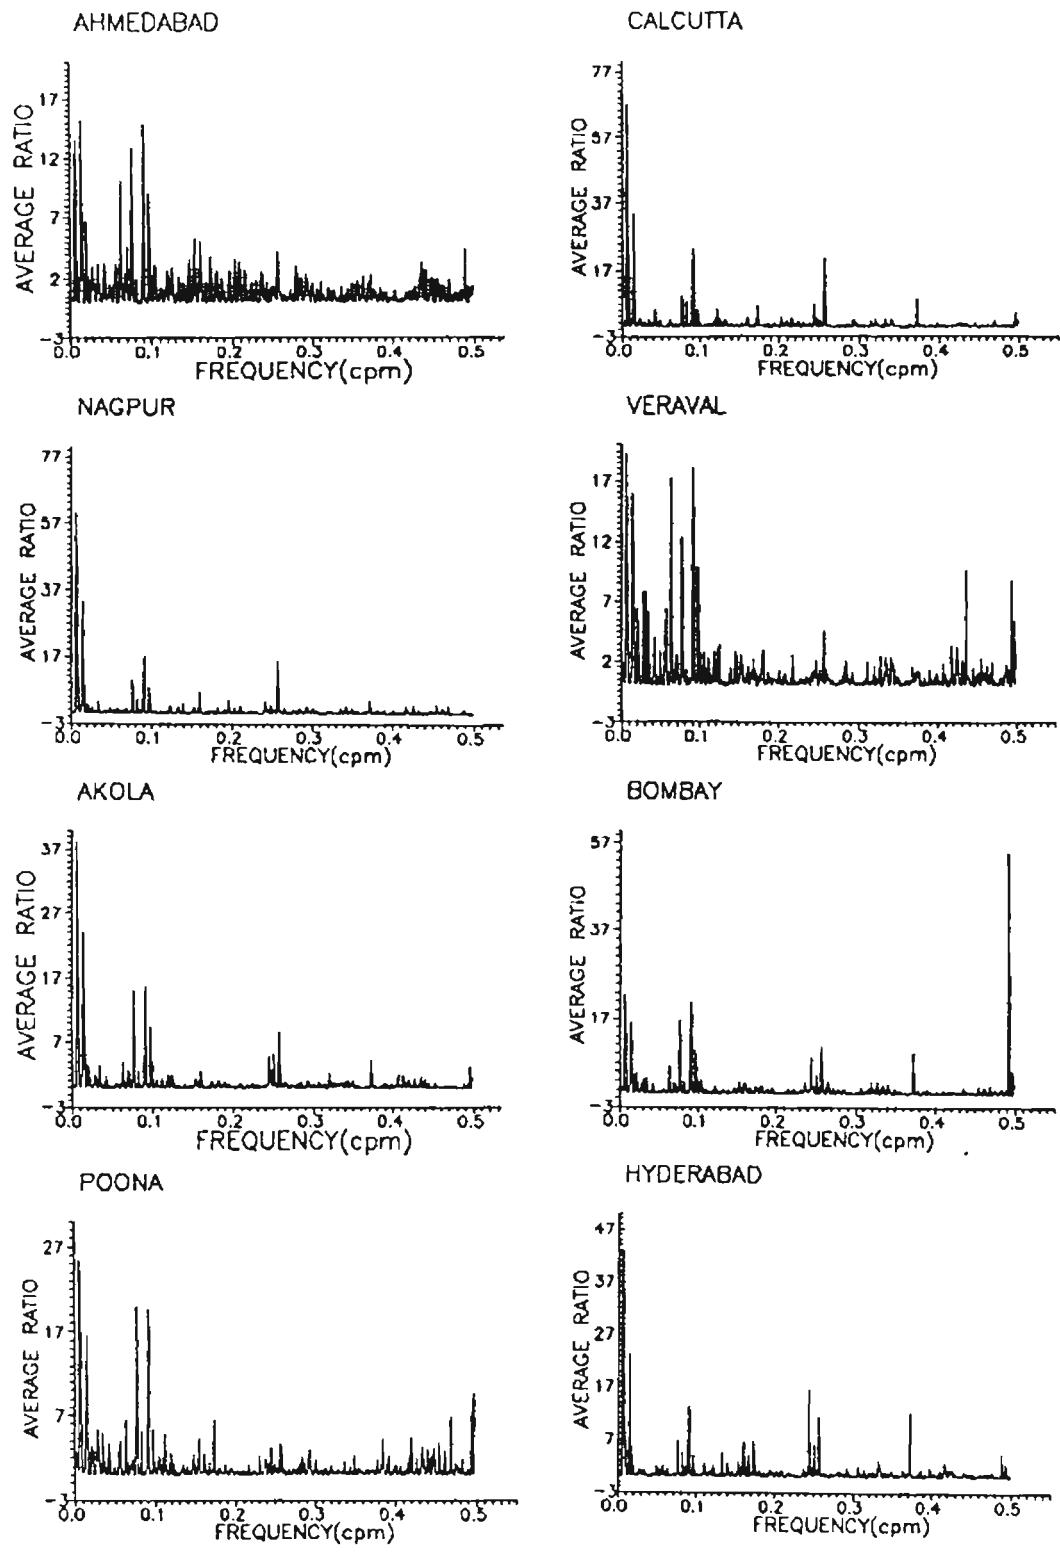 AHMEDABAD
AVERAGE RATIO
17
12
7
2
-3
0.0 0.1 0.2 0.3 0.4 0.5
FREQUENCY(cpm)
CALCUTTA
AVERAGE RATIO
77
57
37
17
-3
0.0 0.1 0.2 0.3 0.4 0.5
FREQUENCY(cpm)
NAGPUR
AVERAGE RATIO
77
57
37
17
-3
0.0 0.1 0.2 0.3 0.4 0.5
FREQUENCY(cpm)
VERAVAL
AVERAGE RATIO
17
12
7
2
-3
0.0 0.1 0.2 0.3 0.4 0.5
FREQUENCY(cpm)
AKOLA
AVERAGE RATIO
37
27
17
7
-3
0.0 0.1 0.2 0.3 0.4 0.5
FREQUENCY(cpm)
BOMBAY
AVERAGE RATIO
57
37
17
-3
0.0 0.1 0.2 0.3 0.4 0.5
FREQUENCY(cpm)
POONA
AVERAGE RATIO
27
17
7
-3
0.0 0.1 0.2 0.3 0.4 0.5
FREQUENCY(cpm)
HYDERABAD
AVERAGE RATIO
47
37
27
17
7
-3
0.0 0.1 0.2 0.3 0.4 0.5
FREQUENCY(cpm)